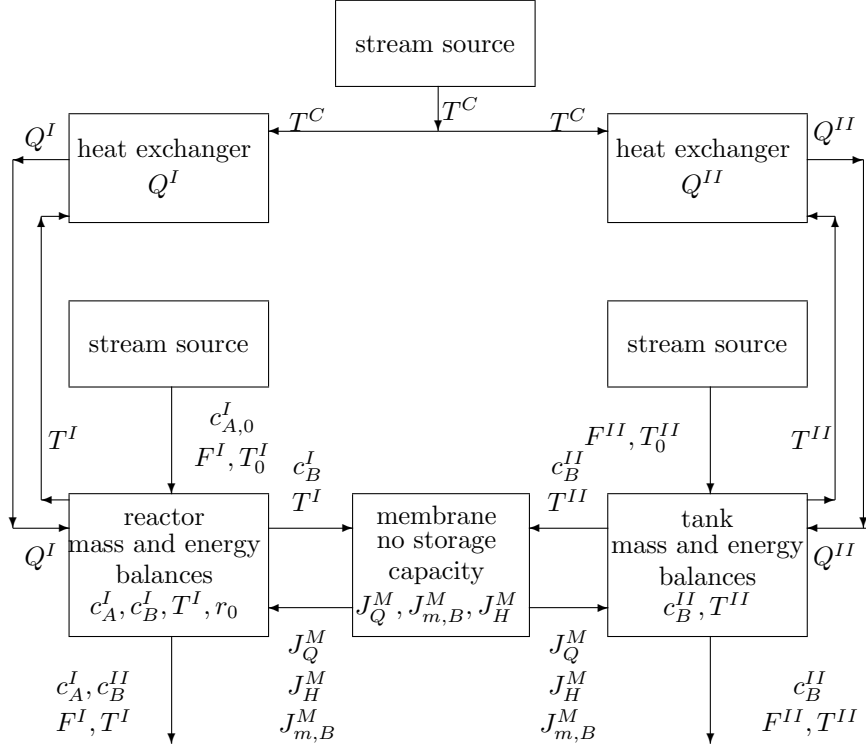 stream source
$T^C$
$T^C$
$T^C$
$Q^I$
heat exchanger
$Q^I$
heat exchanger
$Q^{II}$
$Q^{II}$
stream source
stream source
$c^I_{A,0}$
$F^I, T^I_0$
$F^{II}, T^{II}_0$
$T^I$
$T^{II}$
$c^I_B$
$T^I$
$c^{II}_B$
$T^{II}$
$Q^I$
reactor
mass and energy
balances
$c^I_A, c^I_B, T^I, r_0$
membrane
no storage
capacity
$J^M_Q, J^M_{m,B}, J^M_H$
tank
mass and energy
balances
$c^{II}_B, T^{II}$
$Q^{II}$
$J^M_Q$
$J^M_H$
$J^M_{m,B}$
$J^M_Q$
$J^M_H$
$J^M_{m,B}$
$c^I_A, c^{II}_B$
$F^I, T^I$
$c^{II}_B$
$F^{II}, T^{II}$